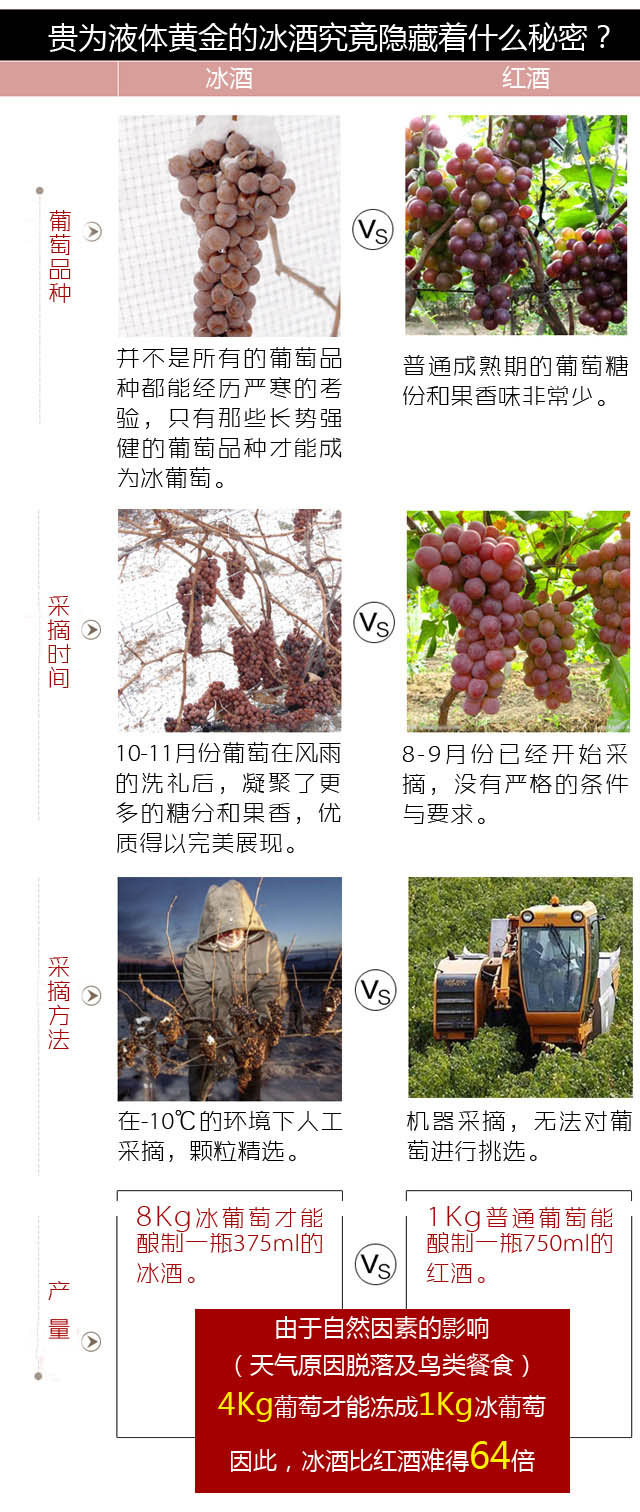 贵为液体黄金的冰酒究竟隐藏着什么秘密？
冰酒
红酒
葡萄品种
VS
并不是所有的葡萄品
种都能经历严寒的考
验，只有那些长势强
健的葡萄品种才能成
为冰葡萄。
普通成熟期的葡萄糖
份和果香味非常少。
采摘时间
VS
10-11月份葡萄在风雨
的洗礼后，凝聚了更
多的糖分和果香，优
质得以完美展现。
8-9月份已经开始采
摘，没有严格的条件
与要求。
采摘方法
VS
在-10℃的环境下人工
采摘，颗粒精选。
机器采摘，无法对葡
萄进行挑选。
产量
8Kg冰葡萄才能
酿制一瓶375ml的
冰酒。
VS
1Kg普通葡萄能
酿制一瓶750ml的
红酒。
由于自然因素的影响
（天气原因脱落及鸟类餐食）
4Kg葡萄才能冻成1Kg冰葡萄
因此，冰酒比红酒难得64倍